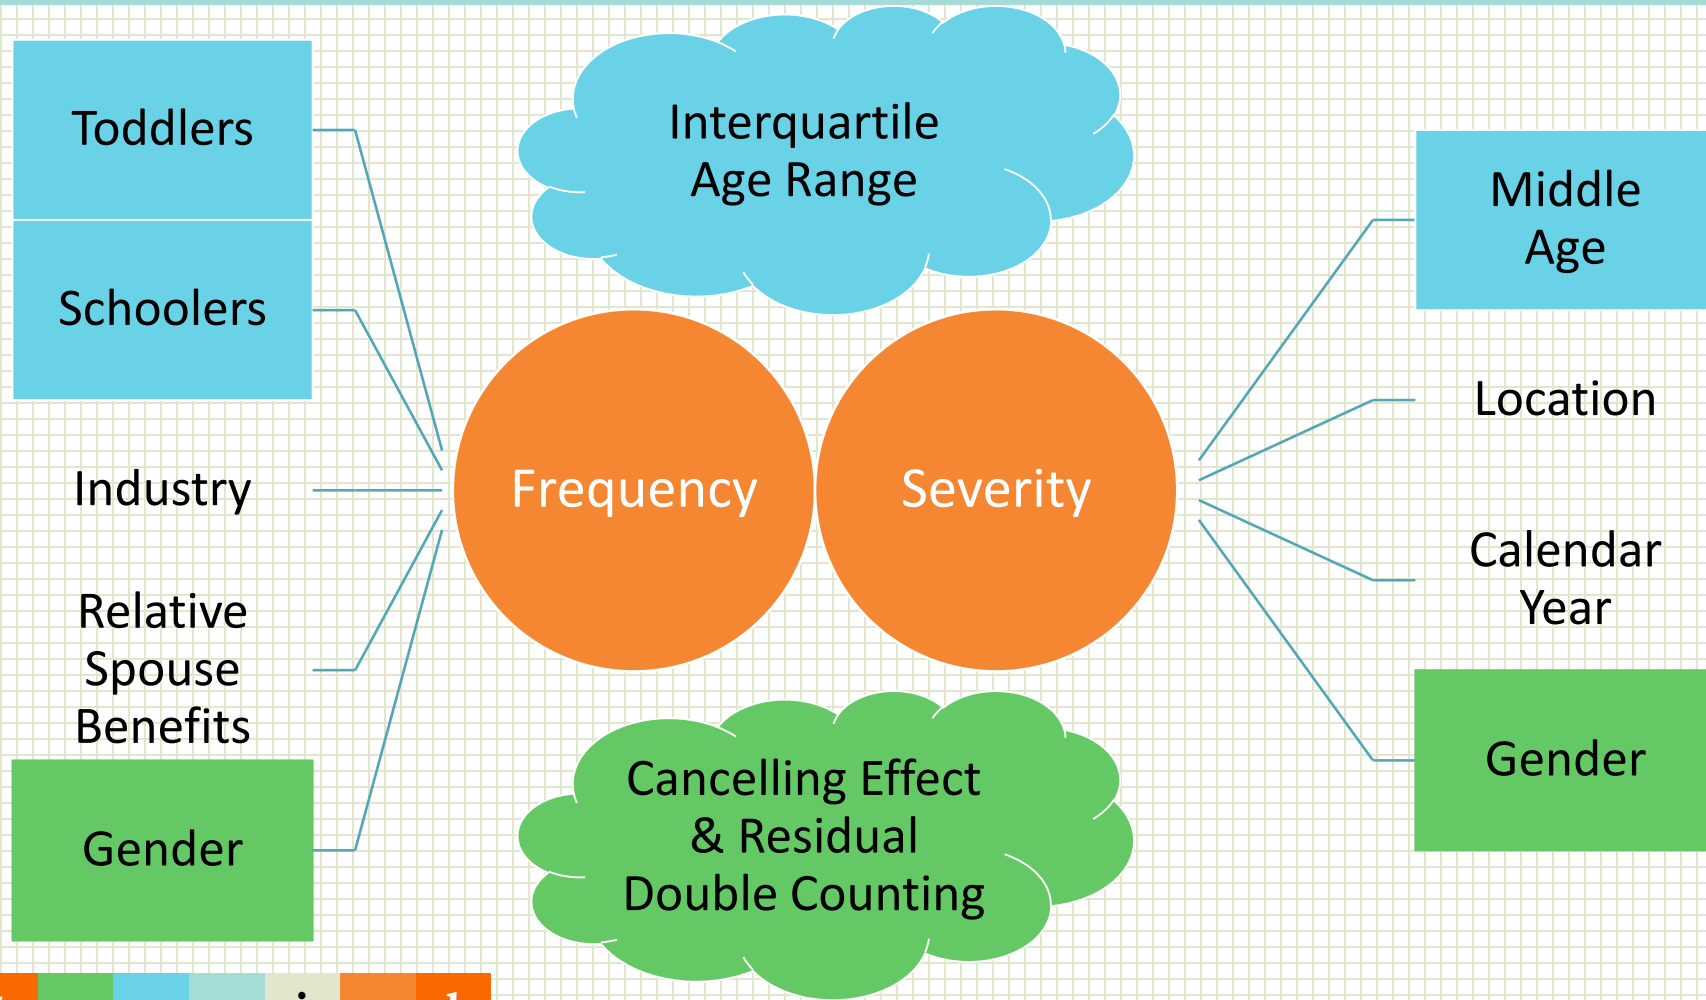 Toddlers
Schoolers
Industry
Relative
Spouse
Benefits
Gender
Interquartile
Age Range
Frequency
Severity
Cancelling Effect
& Residual
Double Counting
Middle
Age
Location
Calendar
Year
Gender